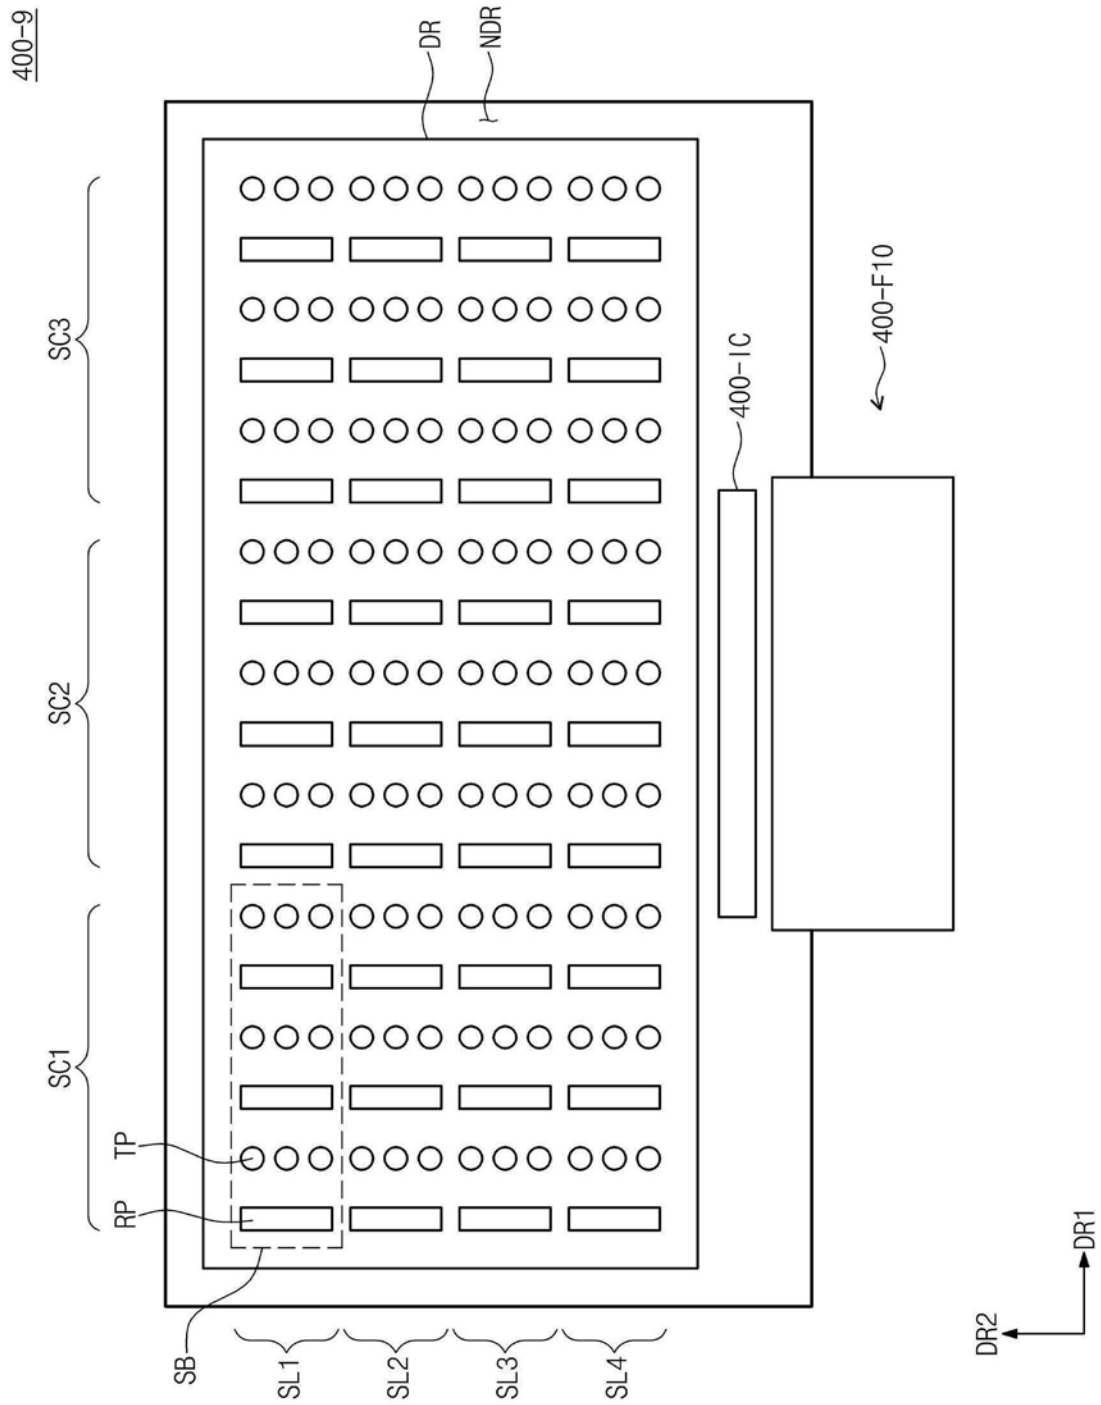 400-9
DR
NDR
SC3
SC2
SC1
TP
RP
SB
SL1
SL2
SL3
SL4
400-IC
400-F10
DR2
DR1